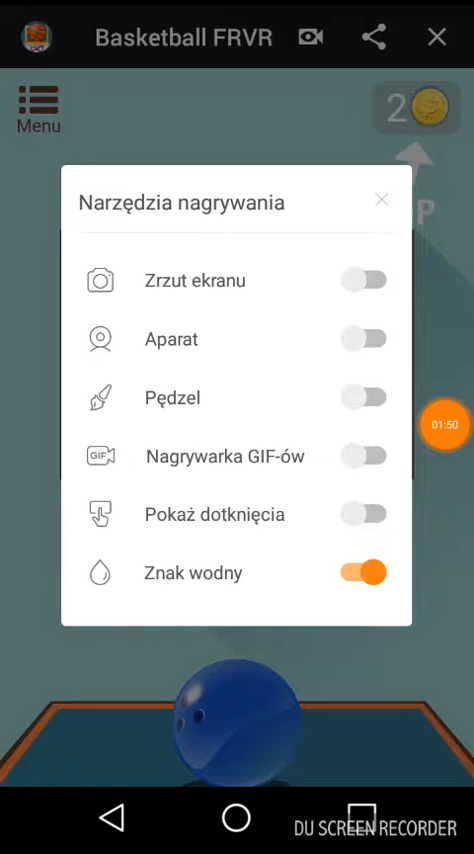 Basketball FRVR
Menu
2
P
Narzędzia nagrywania
Zrzut ekranu
Aparat
Pędzel
01:50
GIF
Nagrywarka GIF-ów
Pokaż dotknięcia
Znak wodny
DU SCREEN RECORDER